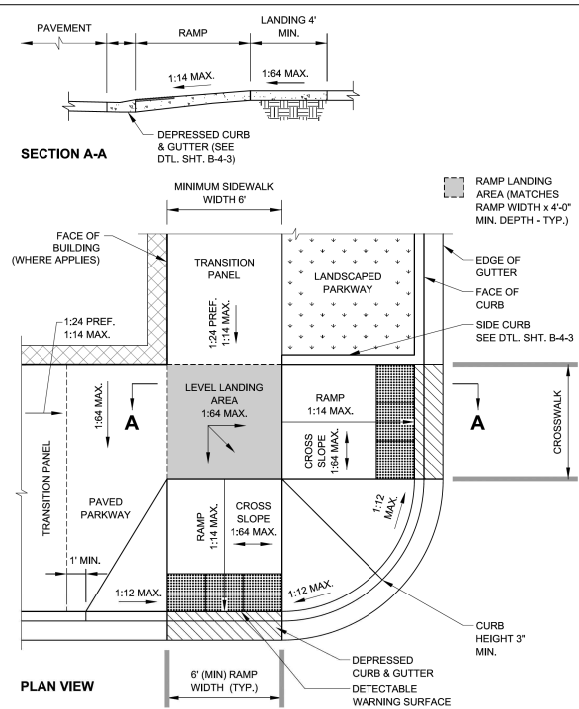 PAVEMENT
RAMP
LANDING 4'
MIN.
1:14 MAX.
1:64 MAX.
DEPRESSED CURB
& GUTTER (SEE
DTL. SHT. B-4-3)
SECTION A-A
MINIMUM SIDEWALK
WIDTH 6'
RAMP LANDING
AREA (MATCHES
RAMP WIDTH x 4'-0"
MIN. DEPTH - TYP.)
FACE OF
BUILDING
(WHERE APPLIES)
TRANSITION
PANEL
LANDSCAPED
PARKWAY
EDGE OF
GUTTER
FACE OF
CURB
SIDE CURB
SEE DTL. SHT. B-4-3
1:24 PREF.
1:14 MAX.
1:24 PREF.
1:14 MAX.
1:64 MAX.
A
LEVEL LANDING
AREA
1:64 MAX.
RAMP
1:14 MAX.
CROSS
SLOPE
1:64 MAX.
A
CROSSWALK
TRANSITION PANEL
PAVED
PARKWAY
RAMP
1:14 MAX.
CROSS
SLOPE
1:64 MAX.
1:12
MAX.
1' MIN.
1:12 MAX.
1:12 MAX.
CURB
HEIGHT 3"
MIN.
DEPRESSED
CURB & GUTTER
DETECTABLE
WARNING SURFACE
6' (MIN) RAMP
WIDTH (TYP.)
PLAN VIEW